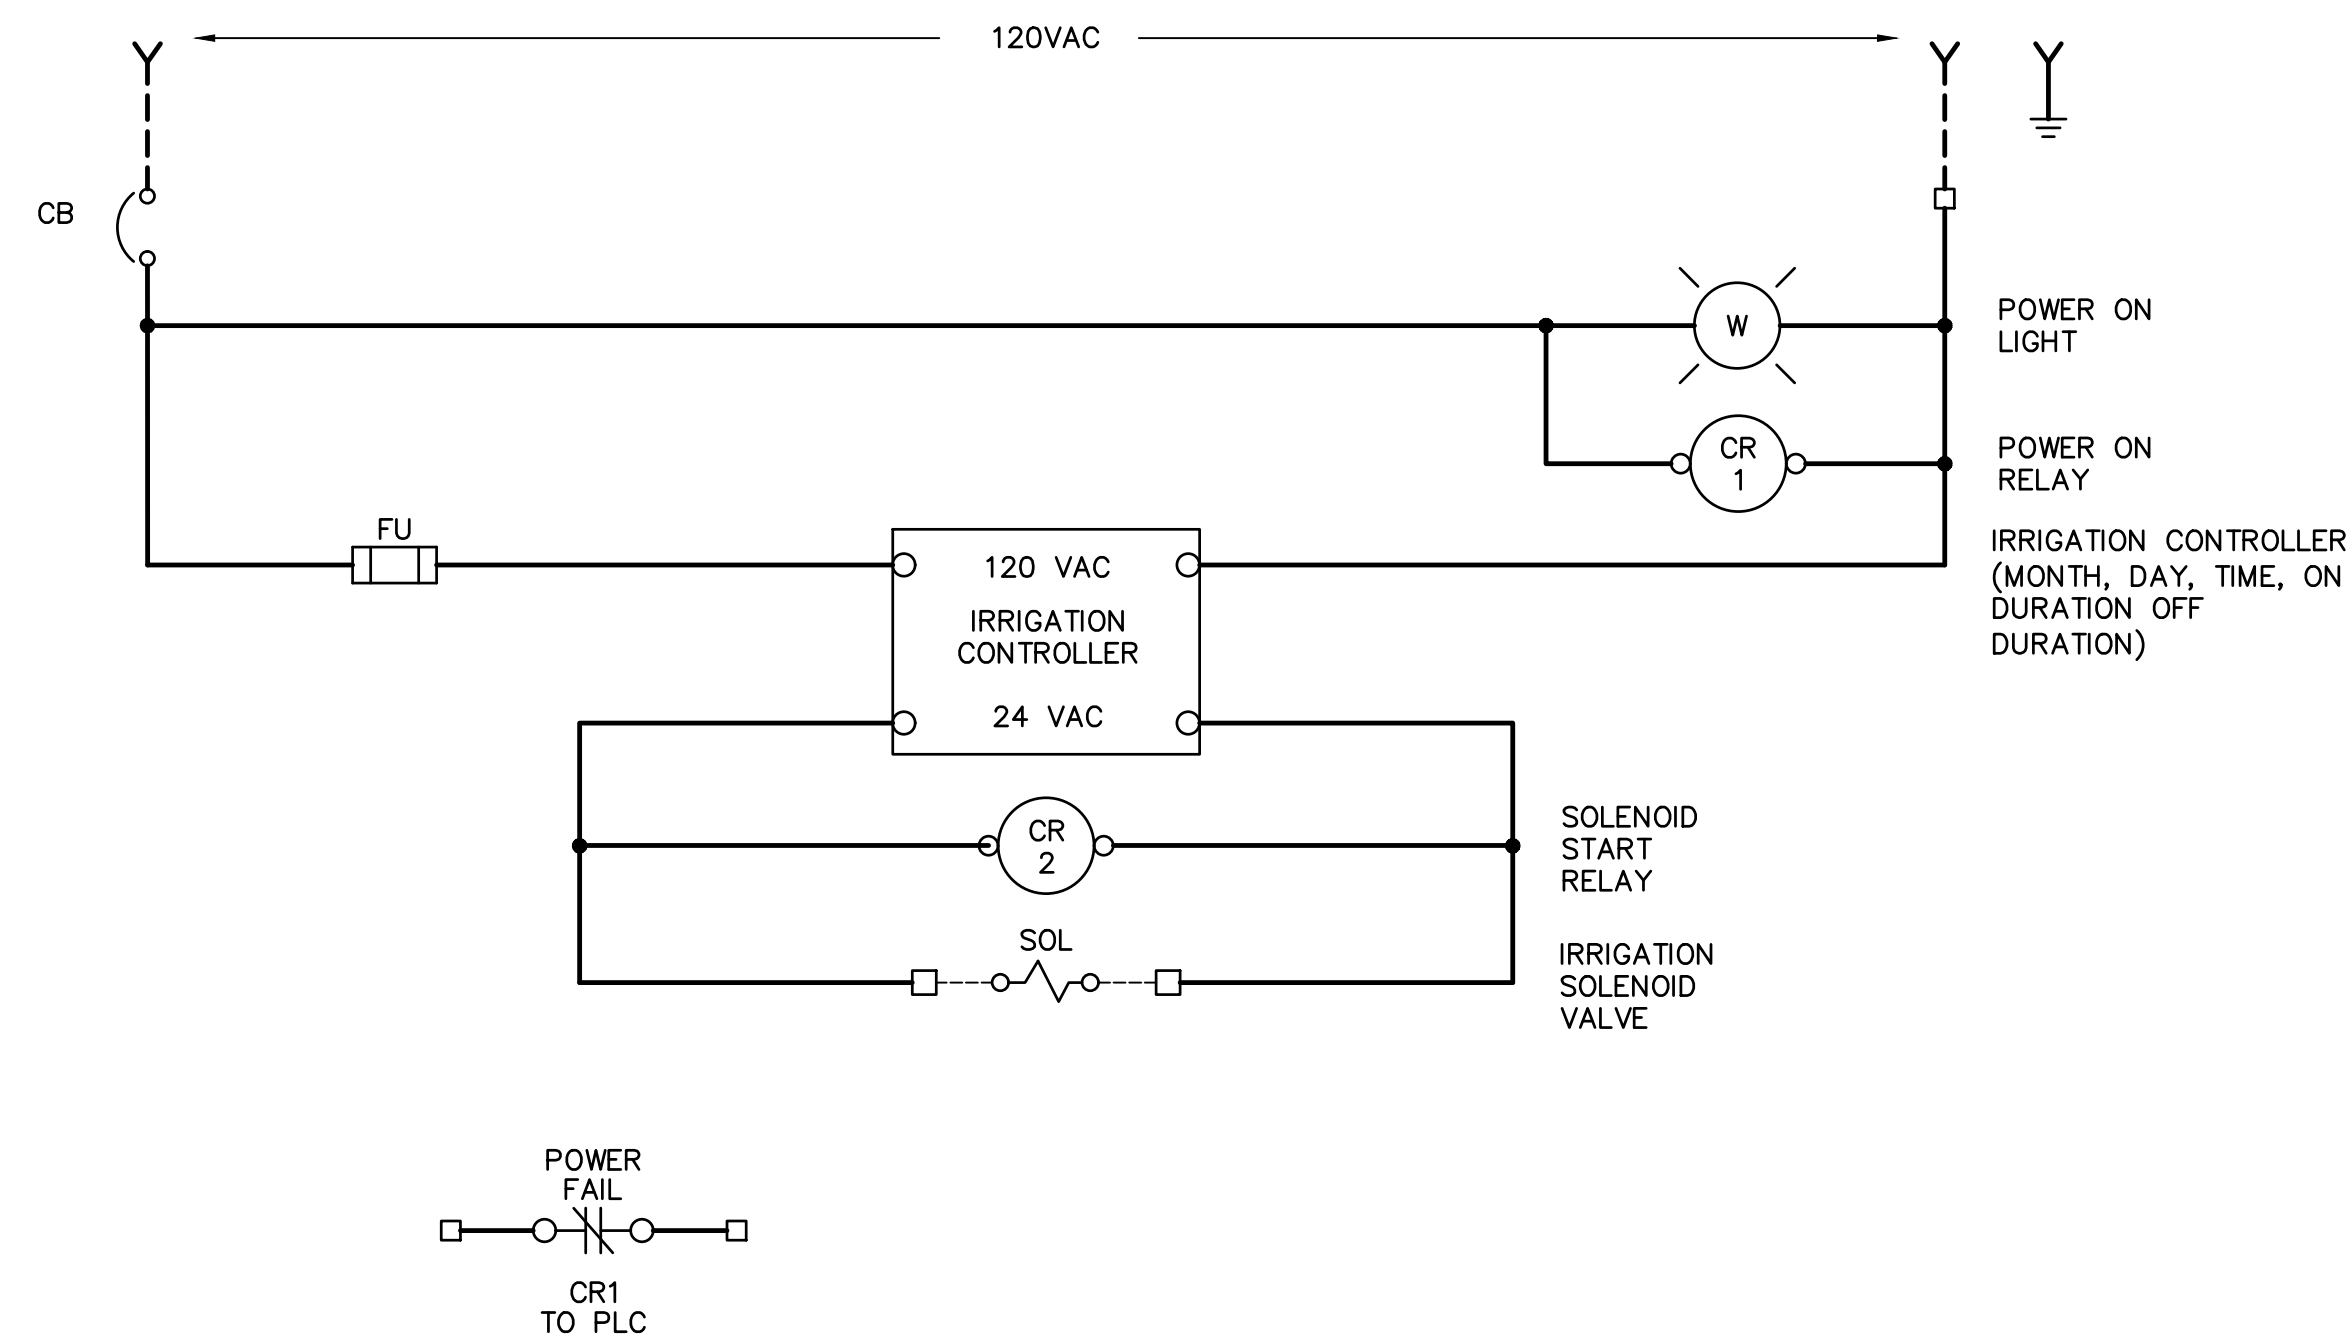 120VAC
CB
W
POWER ON
LIGHT
CR
1
POWER ON
RELAY
FU
120 VAC
IRRIGATION
CONTROLLER
24 VAC
IRRIGATION CONTROLLER
(MONTH, DAY, TIME, ON
DURATION OFF
DURATION)
CR
2
SOLENOID
START
RELAY
SOL
IRRIGATION
SOLENOID
VALVE
POWER
FAIL
CR1
TO PLC